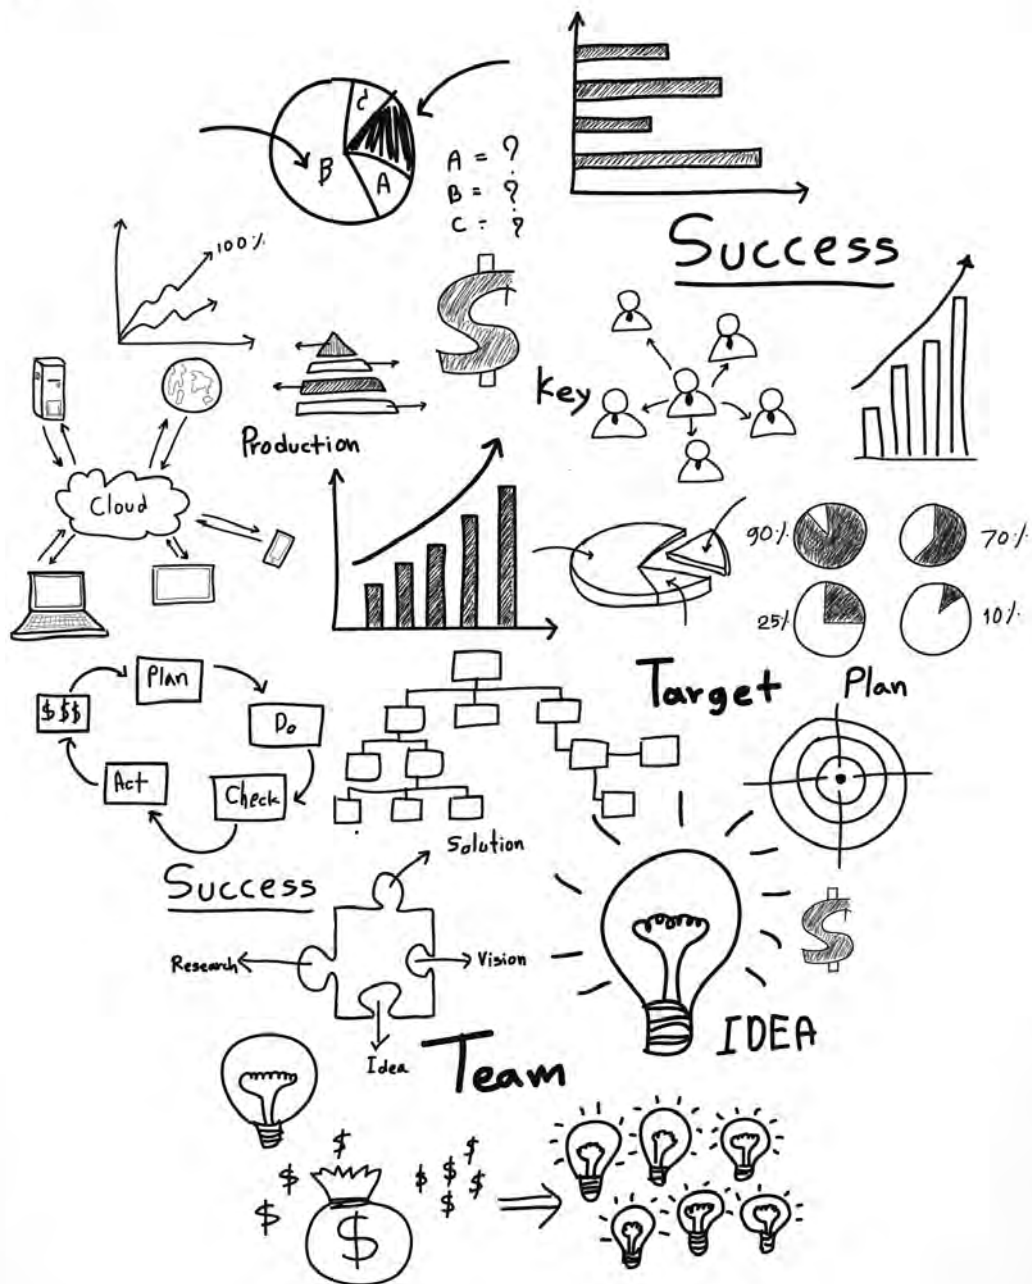 C
B
A
A = ?
B = ?
C = ?
100%
Success
$
Key
Production
Cloud
90%
70%
25%
10%
Target
Plan
Plan
$$$
Do
Act
Check
Solution
Success
Research
Vision
$
IDEA
Idea
Team
$
$
$
$
$
$
$
$
$
$